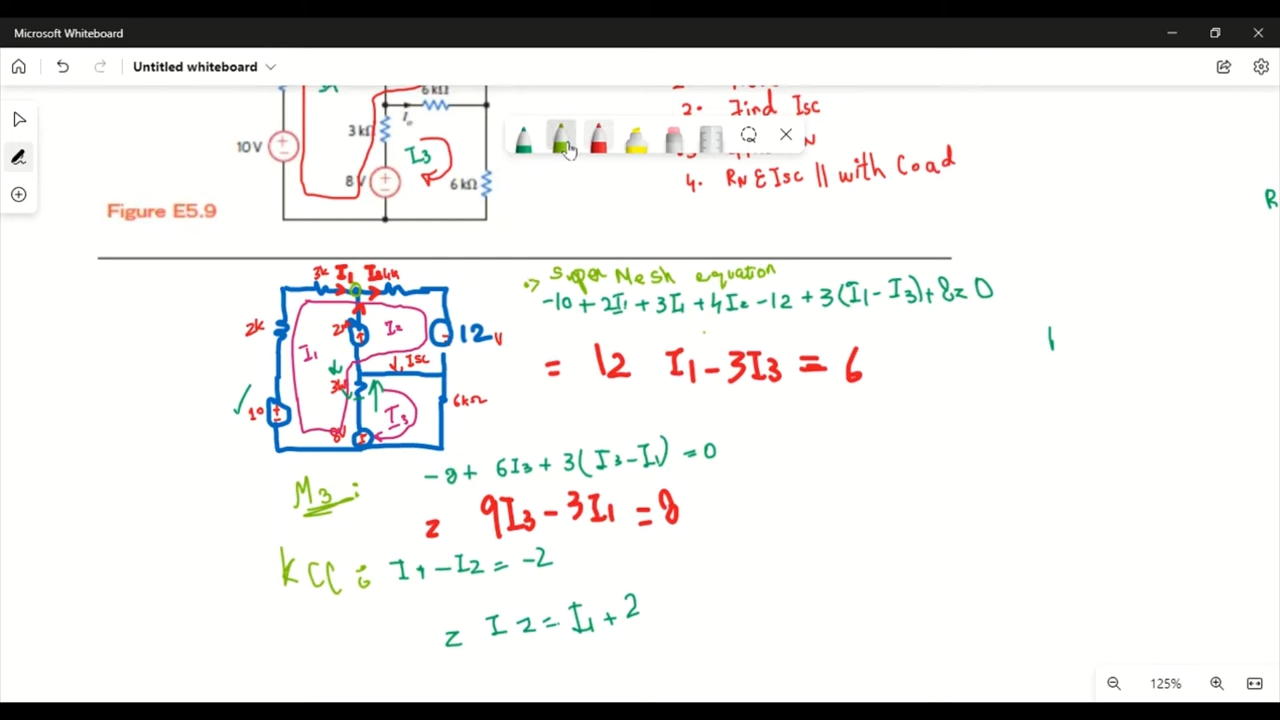 Microsoft Whiteboard
Untitled whiteboard
6 kΩ
2. Find Isc
Io
3 kΩ
10 V
I3
N
8 V
6 kΩ
4. RN & Isc || with Load
R
Figure E5.9
3k I1 I2 4k
2k
I2
12V
I1
↓, Isc
3k
6kΩ
10
I3
8V
Super Mesh equation
-10 + 2I1 + 3I1 + 4I2 - 12 + 3(I1 - I3) + 8 = 0
= 12 I1 - 3I3 = 6
M3:
-8 + 6I3 + 3(I3 - I1) = 0
= 9I3 - 3I1 = 8
KCL: I1 - I2 = -2
= I2 = I1 + 2
125%